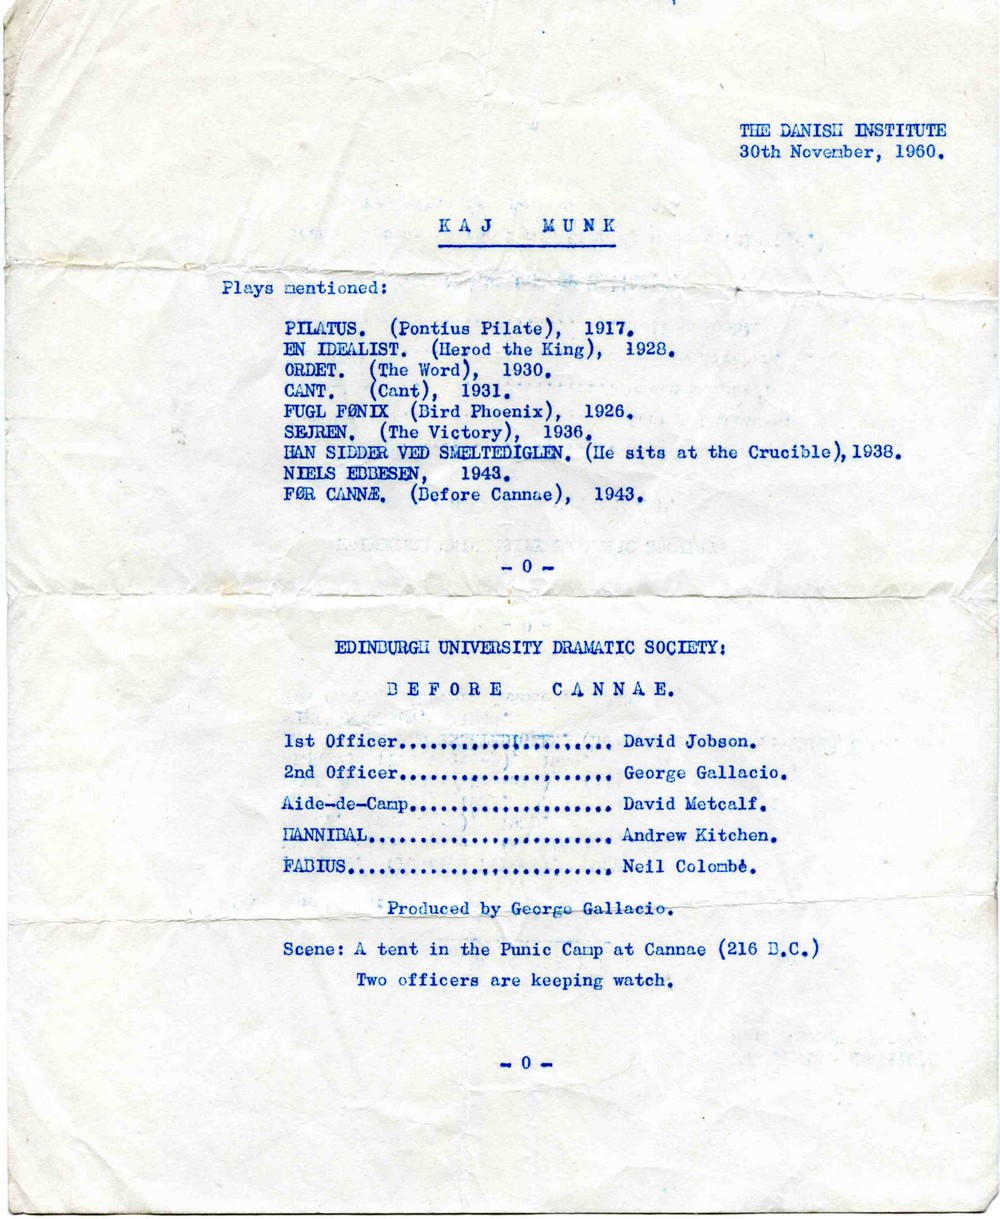 THE DANISH INSTITUTE
30th November, 1960.
KAJ MUNK
Plays mentioned:
PILATUS. (Pontius Pilate), 1917.
EN IDEALIST. (Herod the King), 1928.
ORDET. (The Word), 1930.
CANT. (Cant), 1931.
FUGL FØNIX (Bird Phoenix), 1926.
SEJREN. (The Victory), 1936.
HAN SIDDER VED SMELTEDIGLEN. (He sits at the Crucible), 1938.
NIELS EBBESEN, 1943.
FØR CANNÆ. (Before Cannae), 1943.
- 0 -
EDINBURGH UNIVERSITY DRAMATIC SOCIETY:
BEFORE CANNAE.
1st Officer.................... David Jobson.
2nd Officer.................... George Gallacio.
Aide-de-Camp................... David Metcalf.
HANNIBAL....................... Andrew Kitchen.
FABIUS......................... Neil Colombé.
Produced by George Gallacio.
Scene: A tent in the Punic Camp at Cannae (216 B.C.)
Two officers are keeping watch.
- 0 -